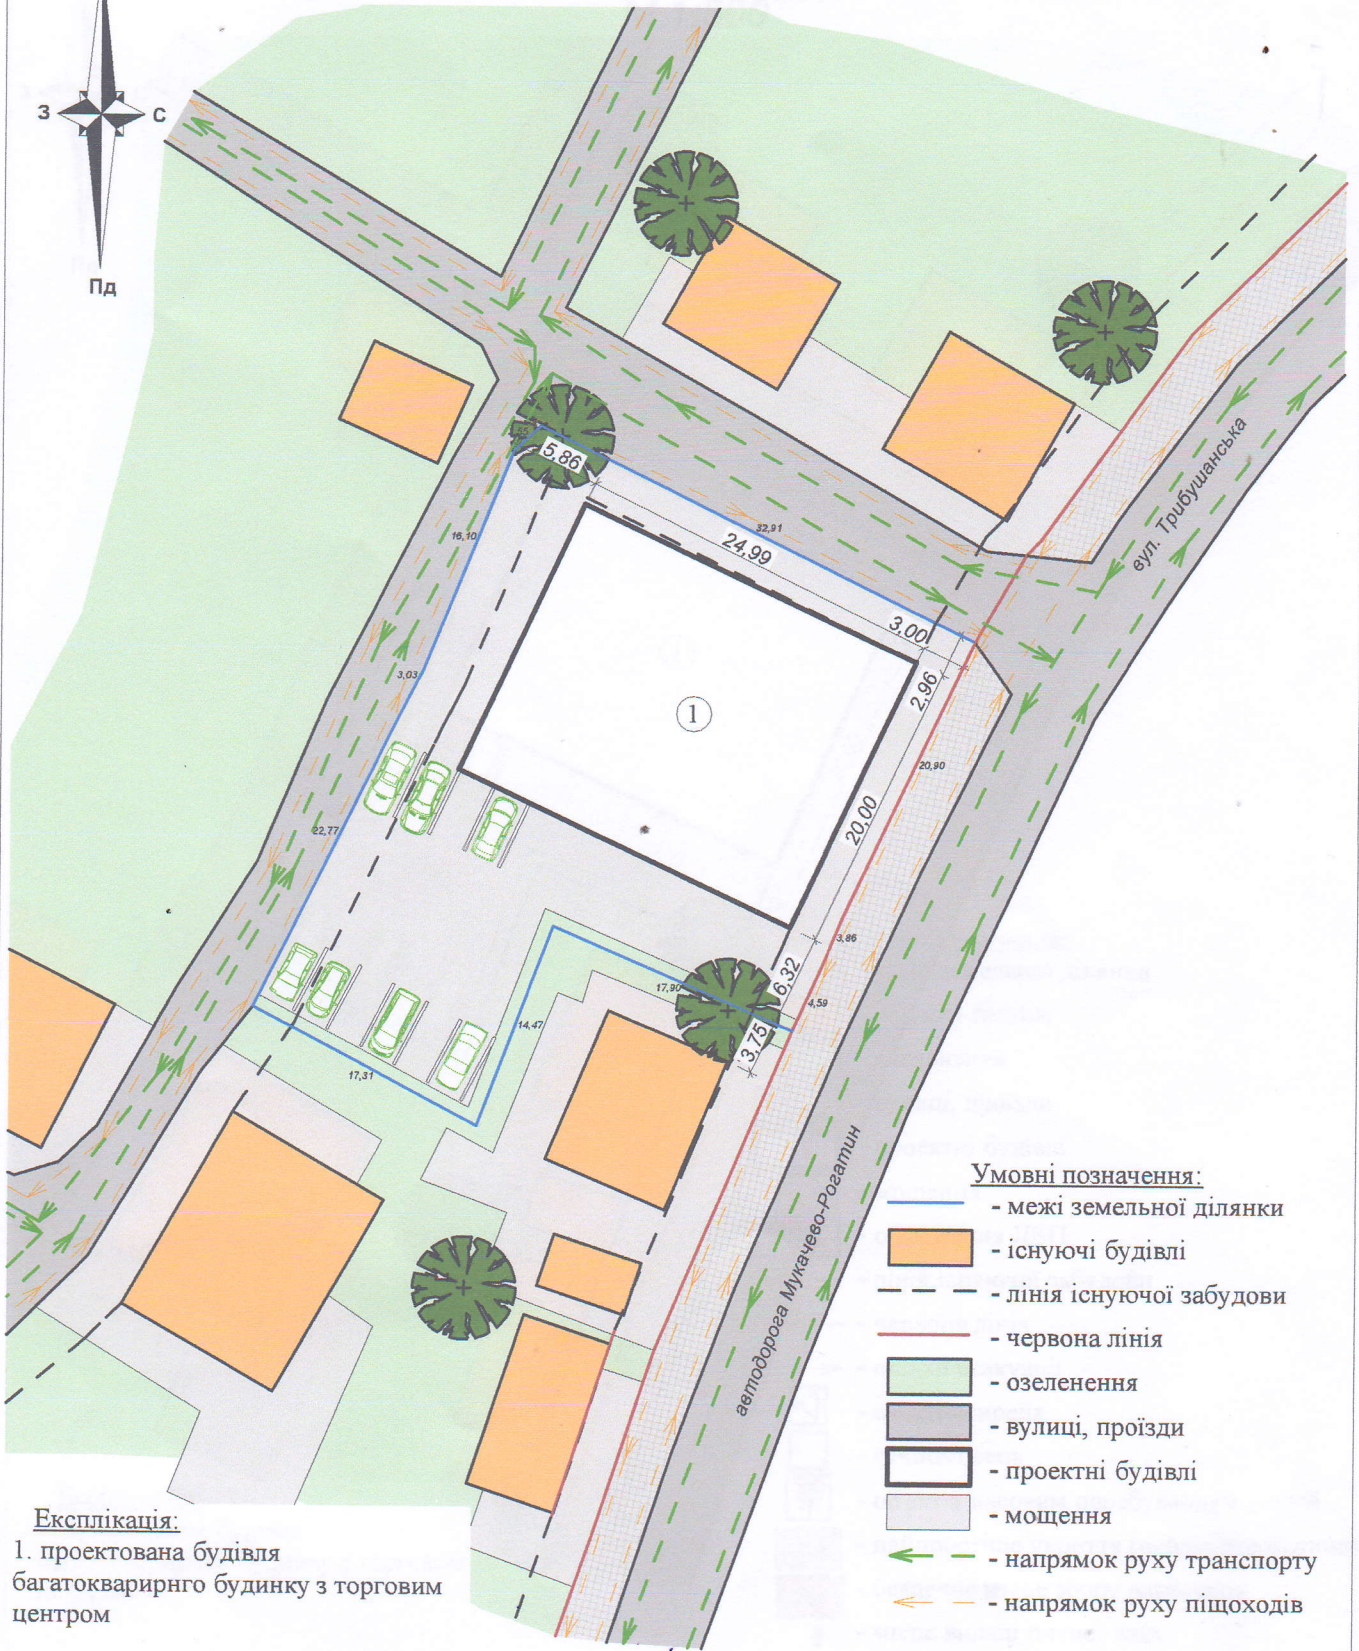 З
С
Пд
5,86
32,91
24,99
16,10
3,00
вул. Трибушанська
3,03
2,96
1
20,90
22,77
20,00
3,86
6,32
17,90
4,59
14,47
3,75
17,31
автодорога Мукачево-Рогатин
Умовні позначення:
- межі земельної ділянки
- існуючі будівлі
- лінія існуючої забудови
- червона лінія
- озеленення
- вулиці, проїзди
- проектні будівлі
- мощення
- напрямок руху транспорту
- напрямок руху піщоходів
Експлікація:
1. проектована будівля
багатокварирнго будинку з торговим
центром